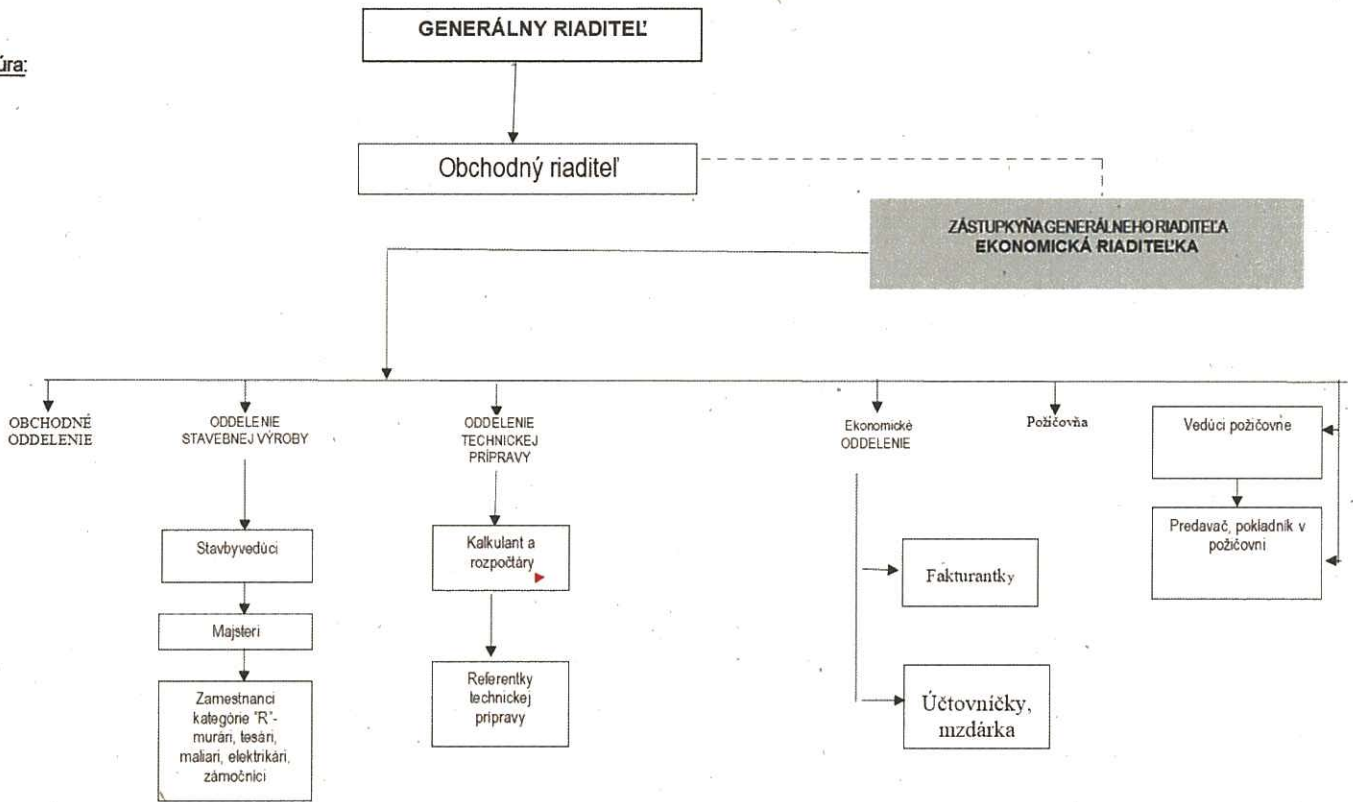 GENERÁLNY RIADITEĽ
úra:
Obchodný riaditeľ
ZÁSTUPKYŇA GENERÁLNEHO RIADITEĽA
EKONOMICKÁ RIADITEĽKA
OBCHODNÉ
ODDELENIE
ODDELENIE
STAVEBNEJ VÝROBY
ODDELENIE
TECHNICKEJ
PRÍPRAVY
Ekonomické
ODDELENIE
Požičovňa
Vedúci požičovne
Stavbyvedúci
Kalkulant a
rozpočtáry
Fakturantky
Predavač, pokladník v
požičovni
Majsteri
Zamestnanci
kategórie "R"-
murári, tesári,
maliari, elektrikári,
zámočníci
Referentky
technickej
prípravy
Účtovníčky,
mzdárka